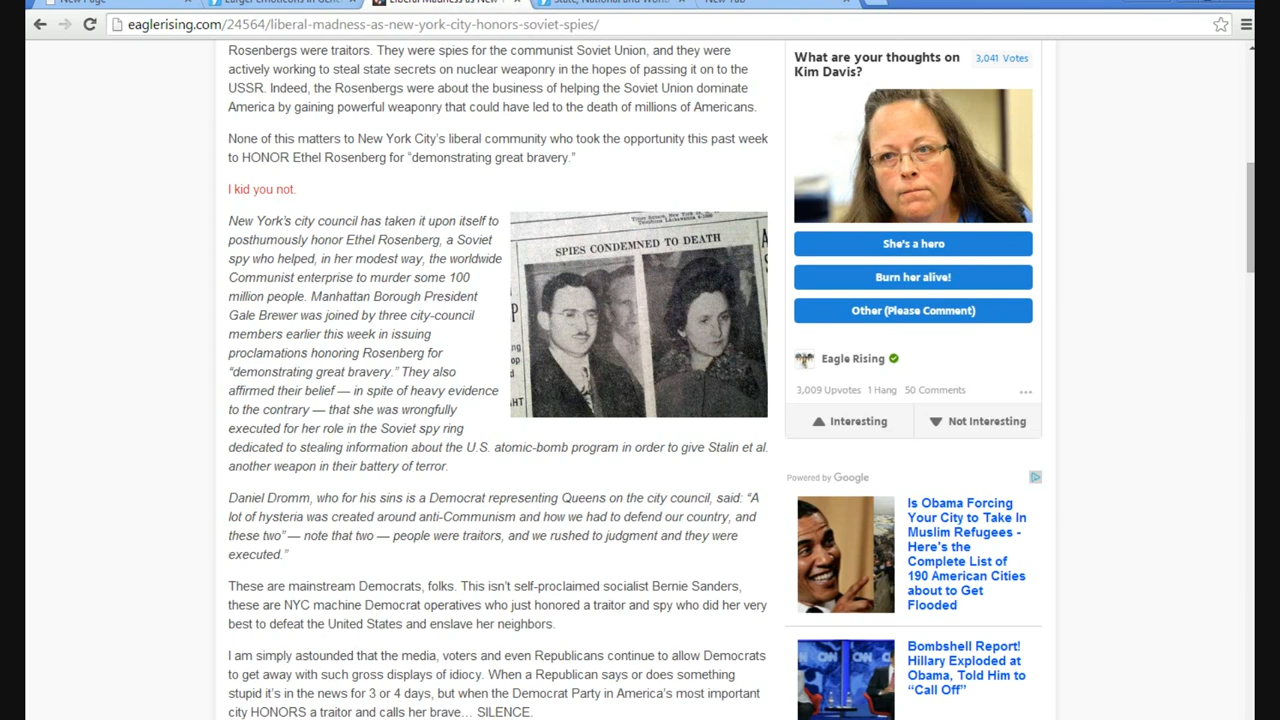 New Page
Larger emoticons in Gene
Liberal Madness as New Y
State, National and World
New Tab
eaglerising.com/24564/liberal-madness-as-new-york-city-honors-soviet-spies/
Rosenbergs were traitors. They were spies for the communist Soviet Union, and they were
actively working to steal state secrets on nuclear weaponry in the hopes of passing it on to the
USSR. Indeed, the Rosenbergs were about the business of helping the Soviet Union dominate
America by gaining powerful weaponry that could have led to the death of millions of Americans.
None of this matters to New York City's liberal community who took the opportunity this past week
to HONOR Ethel Rosenberg for “demonstrating great bravery.”
I kid you not.
New York's city council has taken it upon itself to
posthumously honor Ethel Rosenberg, a Soviet
spy who helped, in her modest way, the worldwide
Communist enterprise to murder some 100
million people. Manhattan Borough President
Gale Brewer was joined by three city-council
members earlier this week in issuing
proclamations honoring Rosenberg for
“demonstrating great bravery.” They also
affirmed their belief — in spite of heavy evidence
to the contrary — that she was wrongfully
executed for her role in the Soviet spy ring
dedicated to stealing information about the U.S. atomic-bomb program in order to give Stalin et al.
another weapon in their battery of terror.
SPIES CONDEMNED TO DEATH
Daniel Dromm, who for his sins is a Democrat representing Queens on the city council, said: “A
lot of hysteria was created around anti-Communism and how we had to defend our country, and
these two” — note that two — people were traitors, and we rushed to judgment and they were
executed.”
These are mainstream Democrats, folks. This isn't self-proclaimed socialist Bernie Sanders,
these are NYC machine Democrat operatives who just honored a traitor and spy who did her very
best to defeat the United States and enslave her neighbors.
I am simply astounded that the media, voters and even Republicans continue to allow Democrats
to get away with such gross displays of idiocy. When a Republican says or does something
stupid it's in the news for 3 or 4 days, but when the Democrat Party in America's most important
city HONORS a traitor and calls her brave… SILENCE.
What are your thoughts on
Kim Davis?
3,041 Votes
She's a hero
Burn her alive!
Other (Please Comment)
Eagle Rising
3,009 Upvotes 1 Hang 50 Comments
Interesting
Not Interesting
Powered by Google
Is Obama Forcing
Your City to Take In
Muslim Refugees -
Here's the
Complete List of
190 American Cities
about to Get
Flooded
Bombshell Report!
Hillary Exploded at
Obama, Told Him to
“Call Off”
CNN